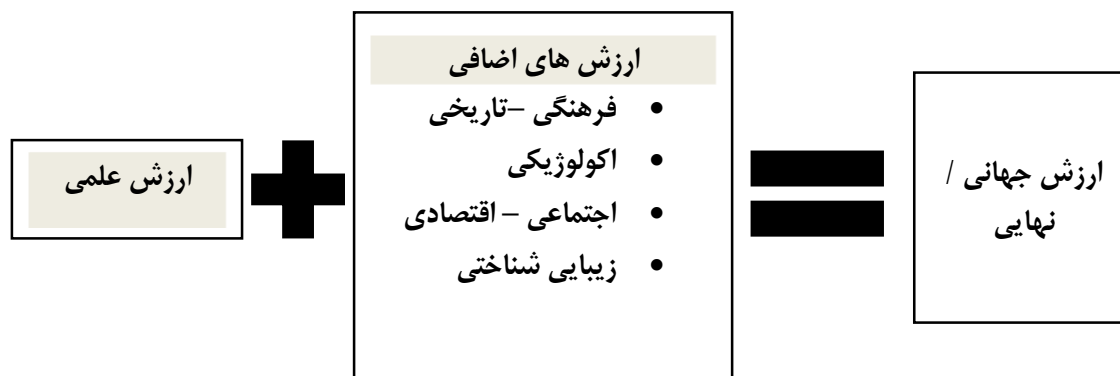 ارزش علمی
ارزش های اضافی
• فرهنگی –تاریخی
• اکولوژیکی
• اجتماعی – اقتصادی
• زیبایی شناختی
ارزش جهانی /
نهایی